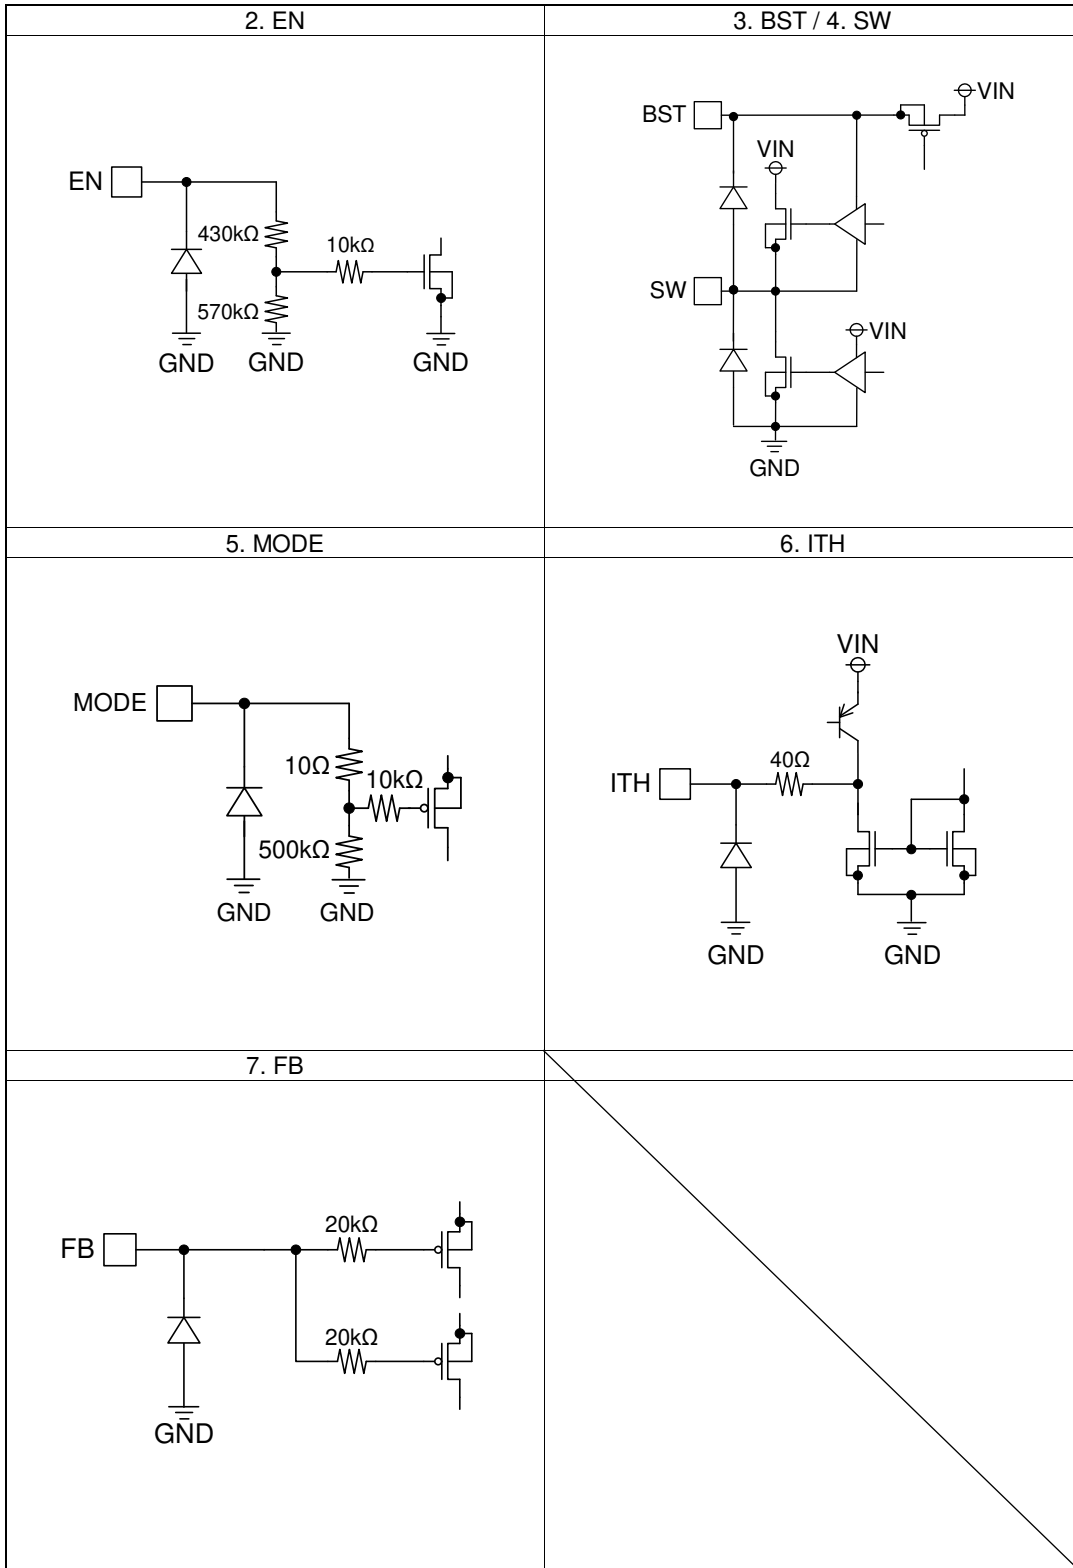 2. EN
3. BST / 4. SW
EN
430kΩ
10kΩ
570kΩ
GND
GND
GND
BST
VIN
VIN
SW
VIN
GND
5. MODE
6. ITH
MODE
10Ω
10kΩ
500kΩ
GND
GND
VIN
ITH
40Ω
GND
GND
7. FB
FB
20kΩ
20kΩ
GND